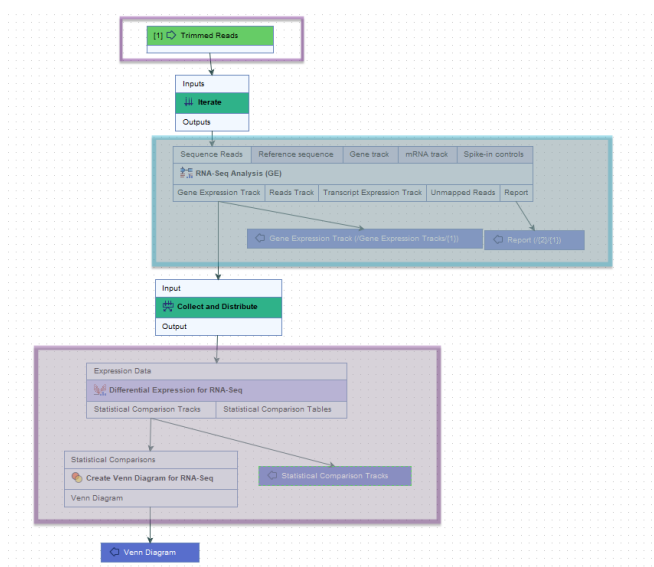 [1] Trimmed Reads
Inputs
Iterate
Outputs
Sequence Reads Reference sequence Gene track mRNA track Spike-in controls
RNA-Seq Analysis (GE)
Gene Expression Track Reads Track Transcript Expression Track Unmapped Reads Report
Gene Expression Track (/Gene Expression Tracks/{1}) Report (/{2}/{1})
Input
Collect and Distribute
Output
Expression Data
Differential Expression for RNA-Seq
Statistical Comparison Tracks Statistical Comparison Tables
Statistical Comparisons
Create Venn Diagram for RNA-Seq Statistical Comparison Tracks
Venn Diagram
Venn Diagram